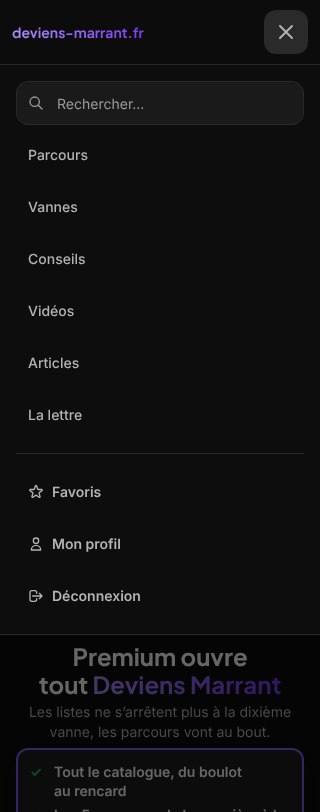 deviens-marrant.fr
Rechercher...
Parcours
Vannes
Conseils
Vidéos
Articles
La lettre
Favoris
Mon profil
Déconnexion
Premium ouvre
tout Deviens Marrant
Les listes ne s'arrêtent plus à la dixième
vanne, les parcours vont au bout.
Tout le catalogue, du boulot
au rencard